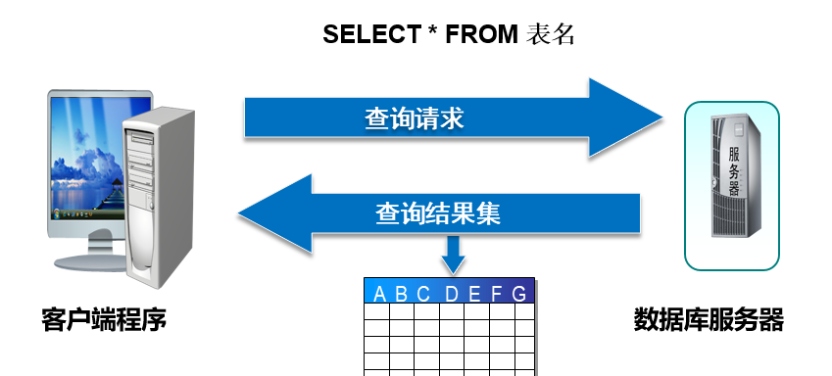 SELECT * FROM 表名
查询请求
服务器
查询结果集
A B C D E F G
客户端程序
数据库服务器